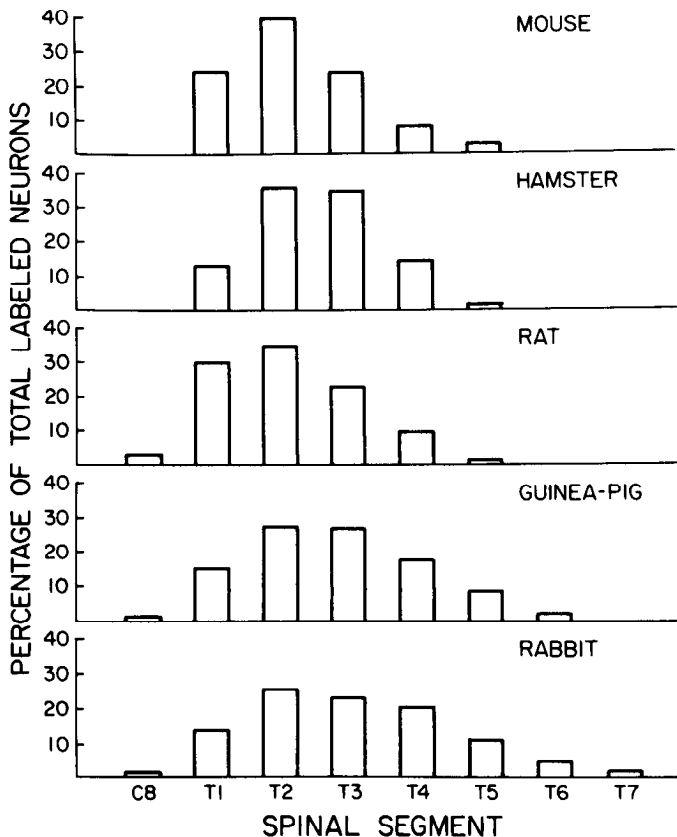 PERCENTAGE OF TOTAL LABELED NEURONS
MOUSE
40
30
20
10
HAMSTER
40
30
20
10
RAT
40
30
20
10
GUINEA-PIG
40
30
20
10
RABBIT
40
30
20
10
C8 T1 T2 T3 T4 T5 T6 T7
SPINAL SEGMENT